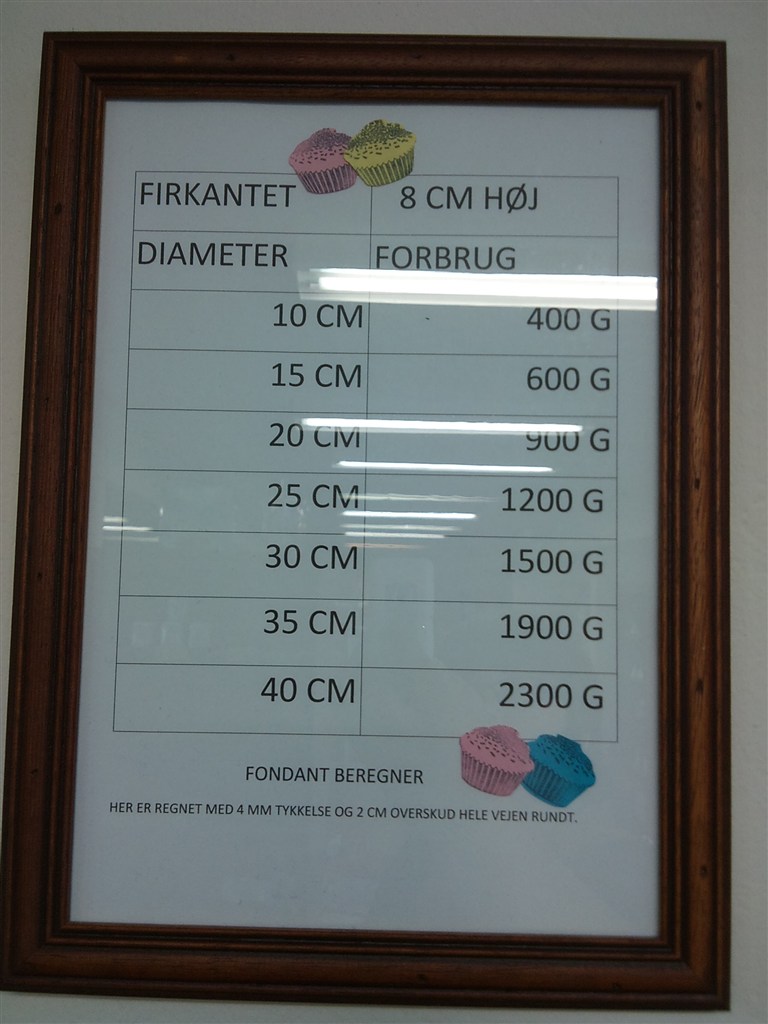 FIRKANTET 8 CM HØJ
DIAMETER FORBRUG
10 CM 400 G
15 CM 600 G
20 CM 900 G
25 CM 1200 G
30 CM 1500 G
35 CM 1900 G
40 CM 2300 G
FONDANT BEREGNER
HER ER REGNET MED 4 MM TYKKELSE OG 2 CM OVERSKUD HELE VEJEN RUNDT.